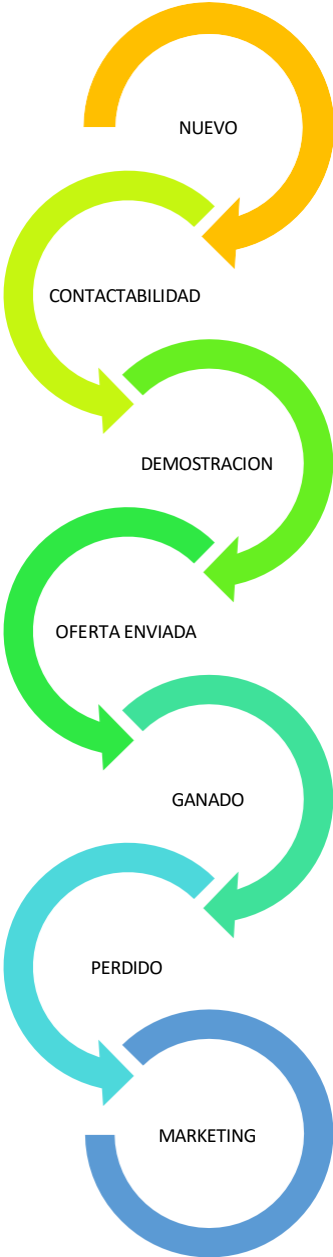 NUEVO
CONTACTABILIDAD
DEMOSTRACION
OFERTA ENVIADA
GANADO
PERDIDO
MARKETING